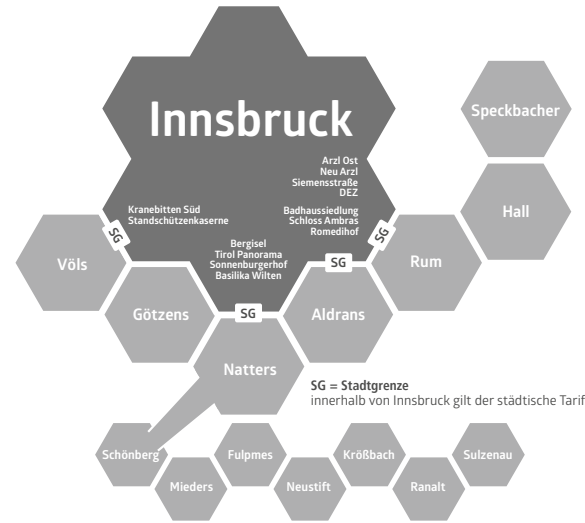 Innsbruck
Speckbacher
Arzl Ost
Neu Arzl
Siemensstraße
DEZ
Kranebitten Süd
Standschützenkaserne
Badhaussiedlung
Schloss Ambras
Romedihof
Hall
SG
SG
Bergisel
Tirol Panorama
Sonnenburgerhof
Basilika Wilten
SG
Völs
Rum
Götzens
SG
Aldrans
Natters
SG = Stadtgrenze
innerhalb von Innsbruck gilt der städtische Tarif
Schönberg
Fulpmes
Krößbach
Sulzenau
Mieders
Neustift
Ranalt